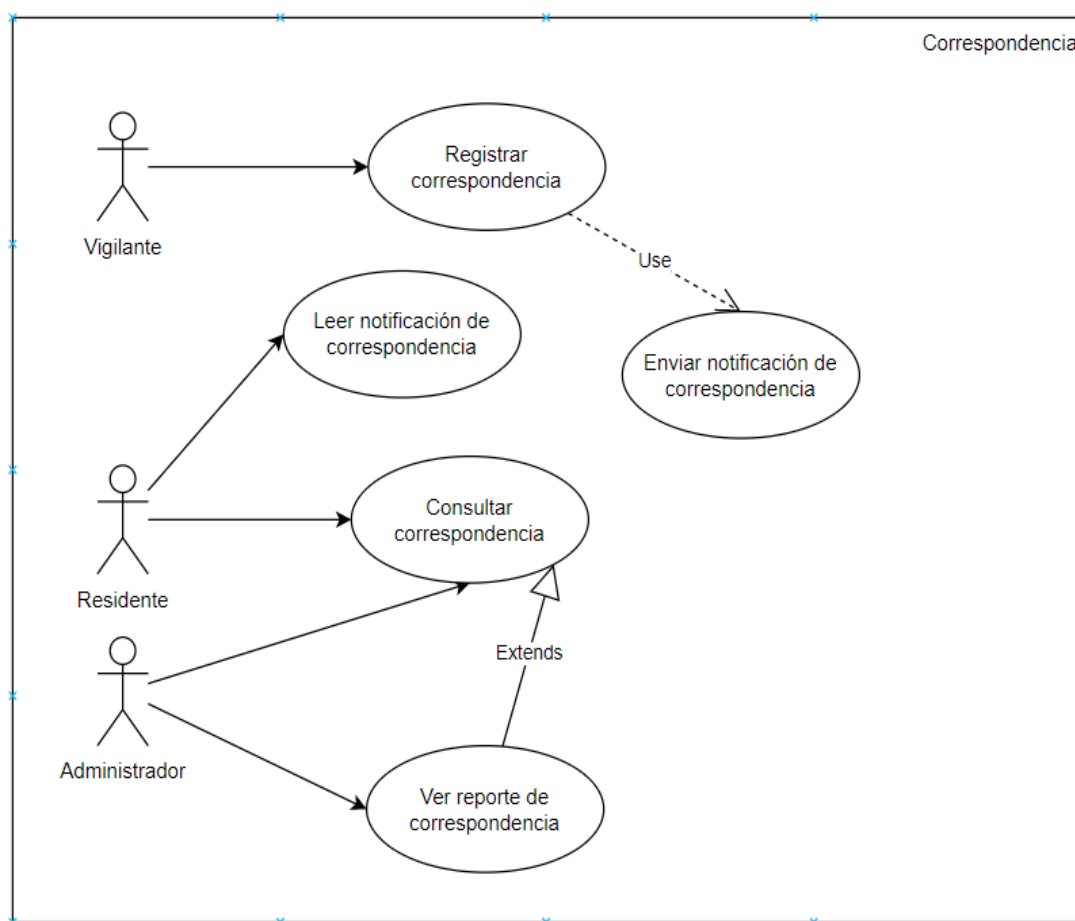 Correspondencia
Registrar
correspondencia
Vigilante
Use
Leer notificación de
correspondencia
Enviar notificación de
correspondencia
Consultar
correspondencia
Residente
Extends
Administrador
Ver reporte de
correspondencia